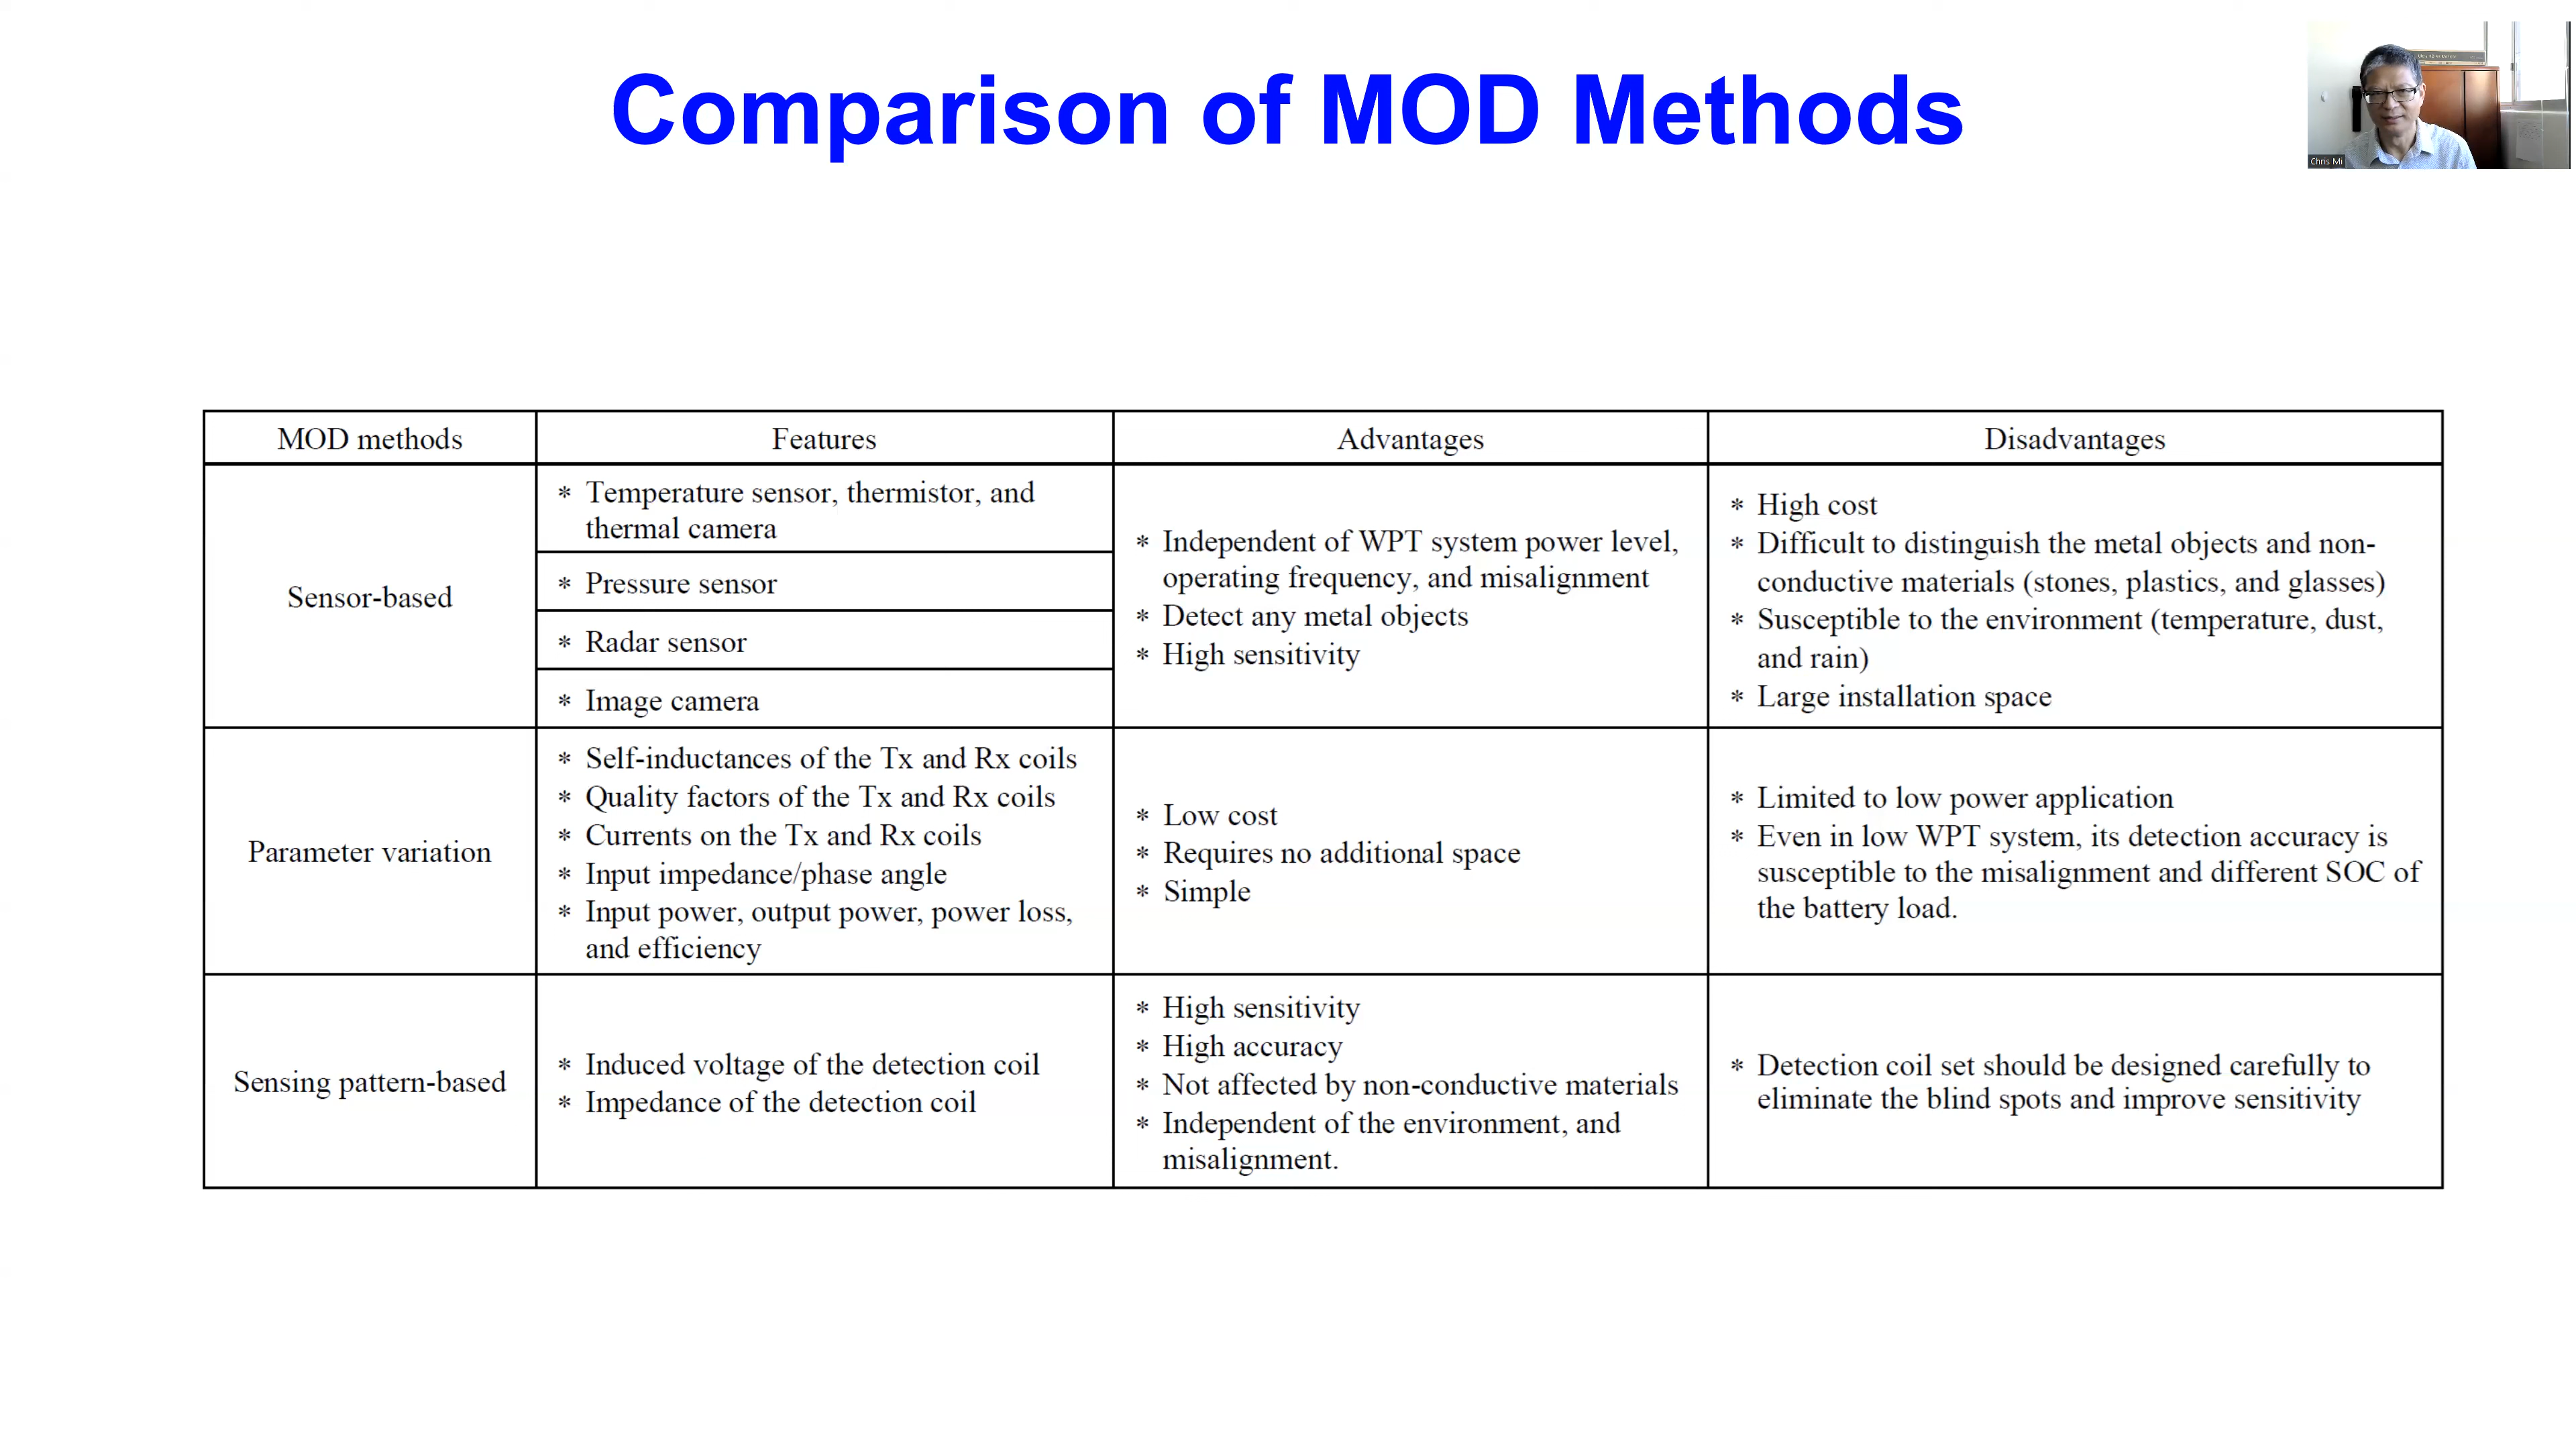 Comparison of MOD Methods
Chris Mi
MOD methods
Features
Advantages
Disadvantages
Sensor-based
* Temperature sensor, thermistor, and
thermal camera
* Pressure sensor
* Radar sensor
* Image camera
* Independent of WPT system power level,
operating frequency, and misalignment
* Detect any metal objects
* High sensitivity
* High cost
* Difficult to distinguish the metal objects and non-
conductive materials (stones, plastics, and glasses)
* Susceptible to the environment (temperature, dust,
and rain)
* Large installation space
Parameter variation
* Self-inductances of the Tx and Rx coils
* Quality factors of the Tx and Rx coils
* Currents on the Tx and Rx coils
* Input impedance/phase angle
* Input power, output power, power loss,
and efficiency
* Low cost
* Requires no additional space
* Simple
* Limited to low power application
* Even in low WPT system, its detection accuracy is
susceptible to the misalignment and different SOC of
the battery load.
Sensing pattern-based
* Induced voltage of the detection coil
* Impedance of the detection coil
* High sensitivity
* High accuracy
* Not affected by non-conductive materials
* Independent of the environment, and
misalignment.
* Detection coil set should be designed carefully to
eliminate the blind spots and improve sensitivity